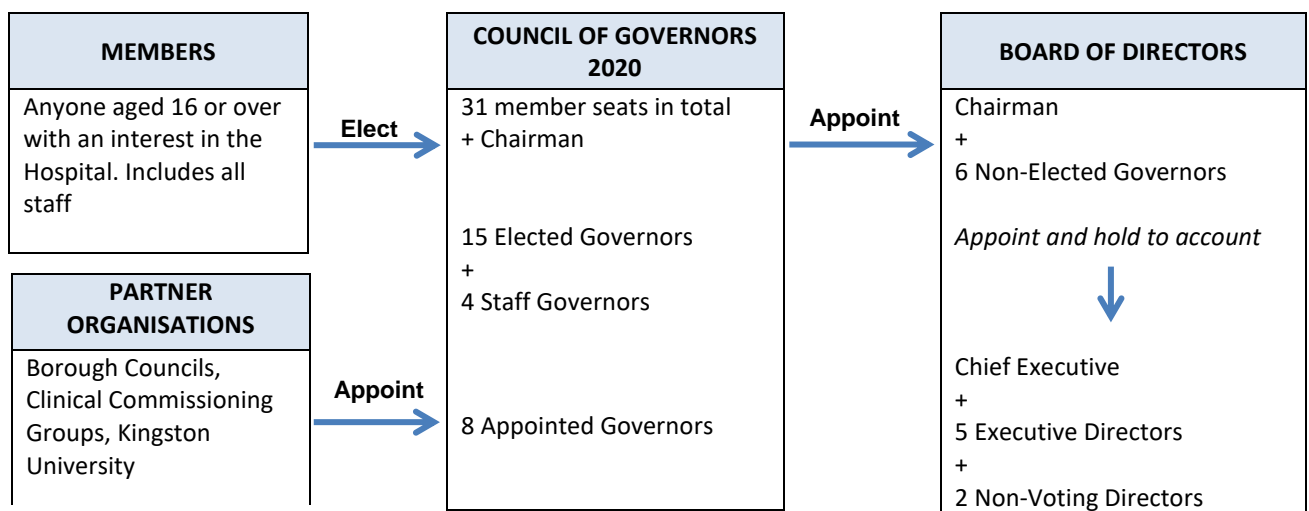 MEMBERS
Anyone aged 16 or over
with an interest in the
Hospital. Includes all
staff
Elect
PARTNER
ORGANISATIONS
Borough Councils,
Clinical Commissioning
Groups, Kingston
University
Appoint
COUNCIL OF GOVERNORS
2020
31 member seats in total
+ Chairman
15 Elected Governors
+
4 Staff Governors
8 Appointed Governors
Appoint
BOARD OF DIRECTORS
Chairman
+
6 Non-Elected Governors
Appoint and hold to account
Chief Executive
+
5 Executive Directors
+
2 Non-Voting Directors